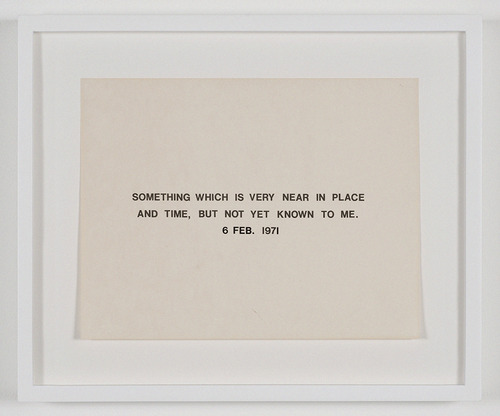 SOMETHING WHICH IS VERY NEAR IN PLACE
AND TIME, BUT NOT YET KNOWN TO ME.
6 FEB. 1971